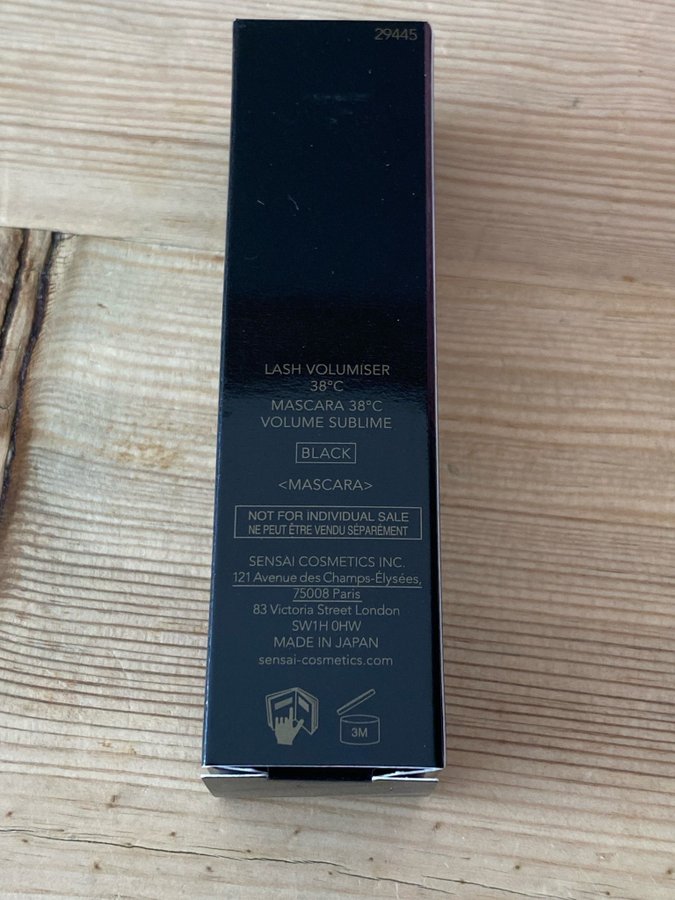 29445
LASH VOLUMISER
38°C
MASCARA 38°C
VOLUME SUBLIME
BLACK
<MASCARA>
NOT FOR INDIVIDUAL SALE
NE PEUT ÊTRE VENDU SÉPARÉMENT
SENSAI COSMETICS INC.
121 Avenue des Champs-Élysées,
75008 Paris
83 Victoria Street London
SW1H 0HW
MADE IN JAPAN
sensai-cosmetics.com
3M